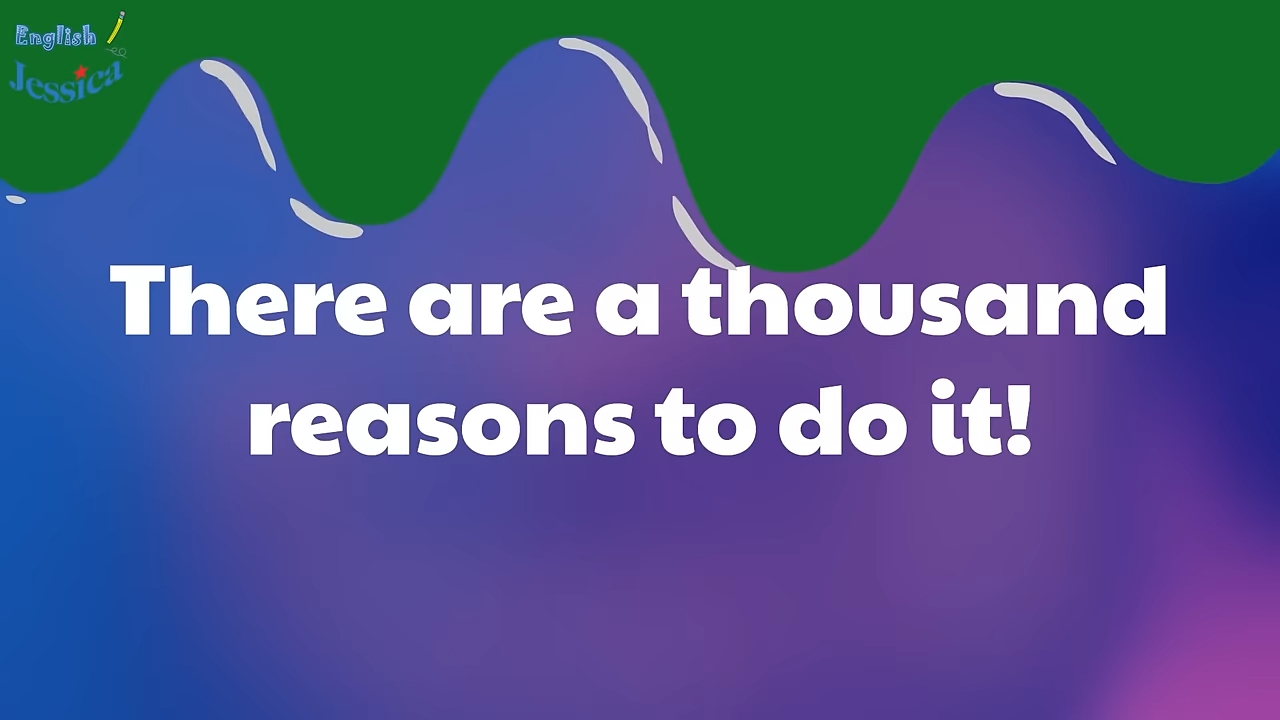 English
Jessica
There are a thousand
reasons to do it!